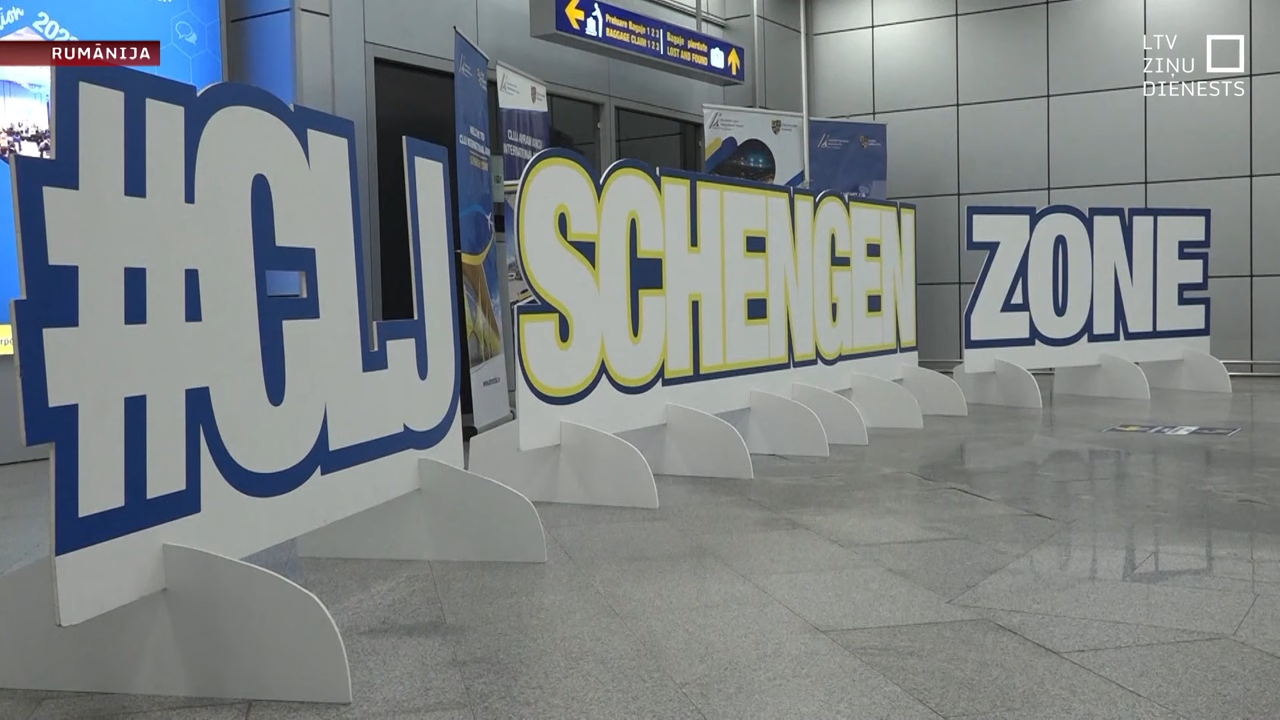 2025
RUMĀNIJA
LTV
ZIŅU
DIENESTS
Preluare Bagaje 1 2 3
BAGGAGE CLAIM 1 2 3
Bagaje pierdute
LOST AND FOUND
#CLJ
SCHENGEN
ZONE